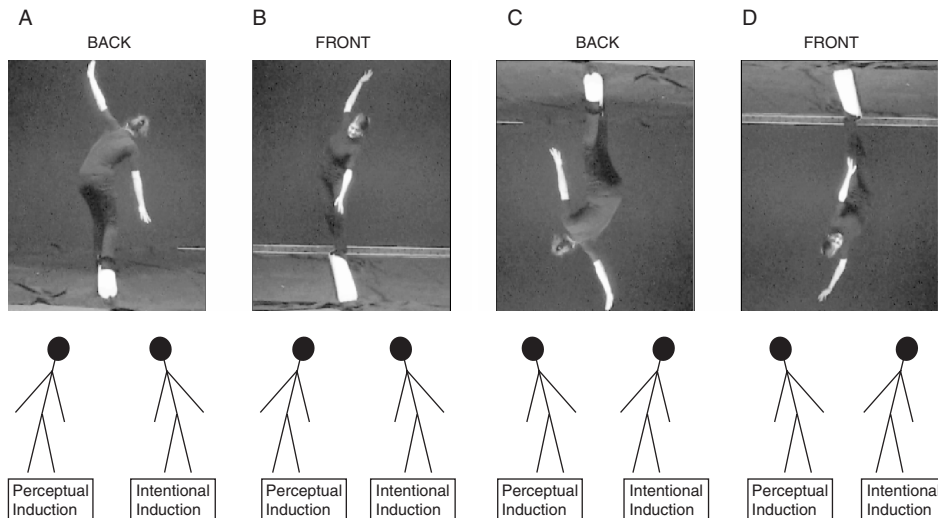 A
B
C
D
BACK
FRONT
BACK
FRONT
Perceptual
Induction
Intentional
Induction
Perceptual
Induction
Intentional
Induction
Perceptual
Induction
Intentional
Induction
Perceptual
Induction
Intentional
Induction